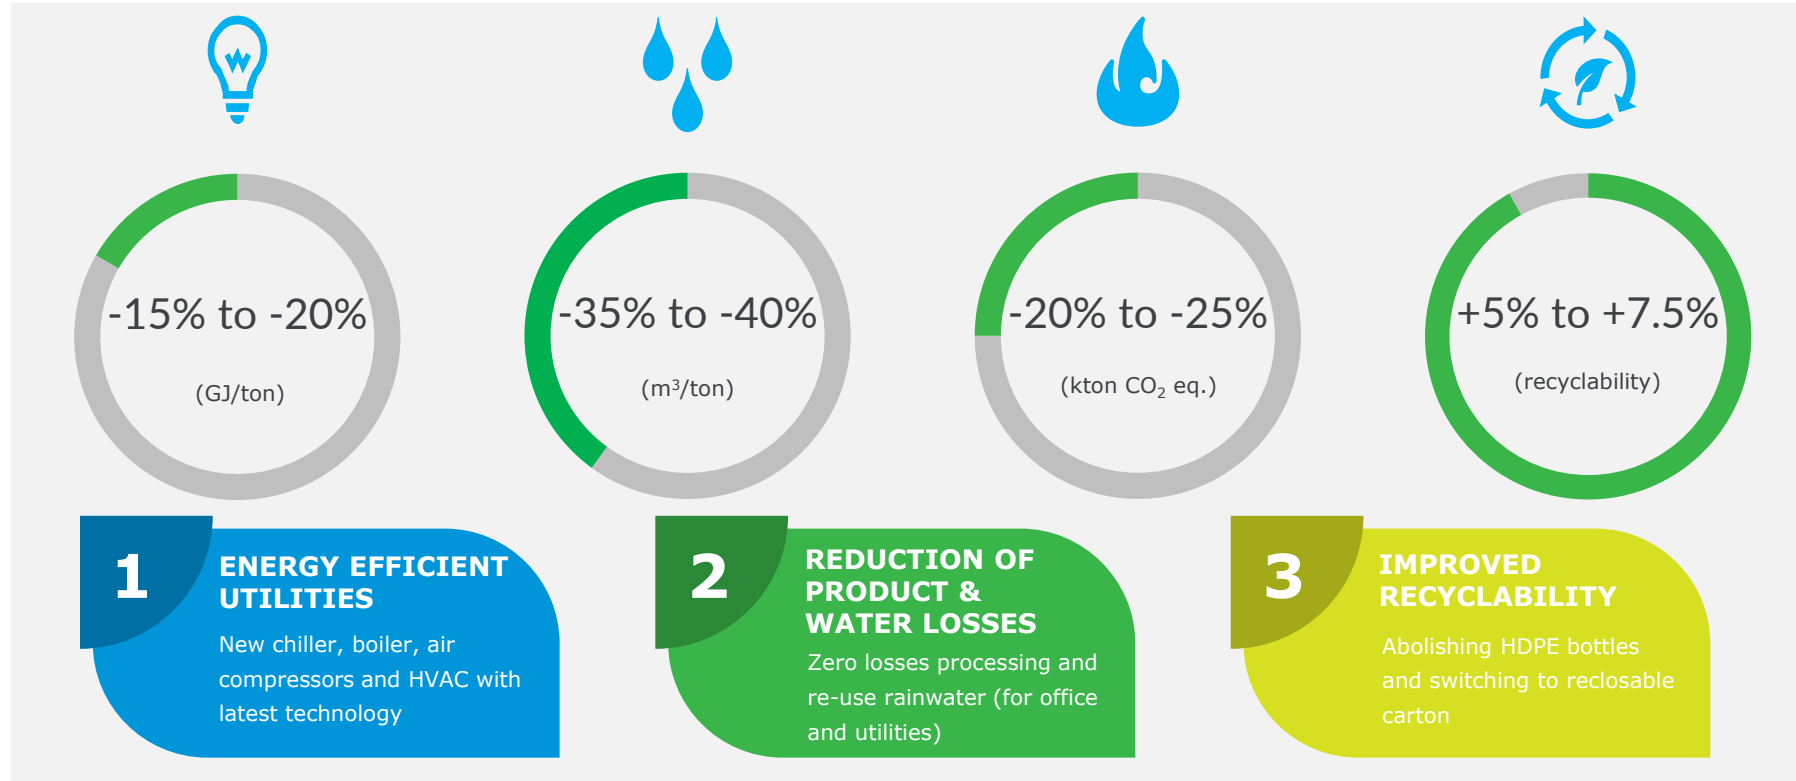 -15% to -20%
(GJ/ton)
-35% to -40%
(m³/ton)
-20% to -25%
(kton CO₂ eq.)
+5% to +7.5%
(recyclability)
1
ENERGY EFFICIENT
UTILITIES
New chiller, boiler, air
compressors and HVAC with
latest technology
2
REDUCTION OF
PRODUCT &
WATER LOSSES
Zero losses processing and
re-use rainwater (for office
and utilities)
3
IMPROVED
RECYCLABILITY
Abolishing HDPE bottles
and switching to reclosable
carton